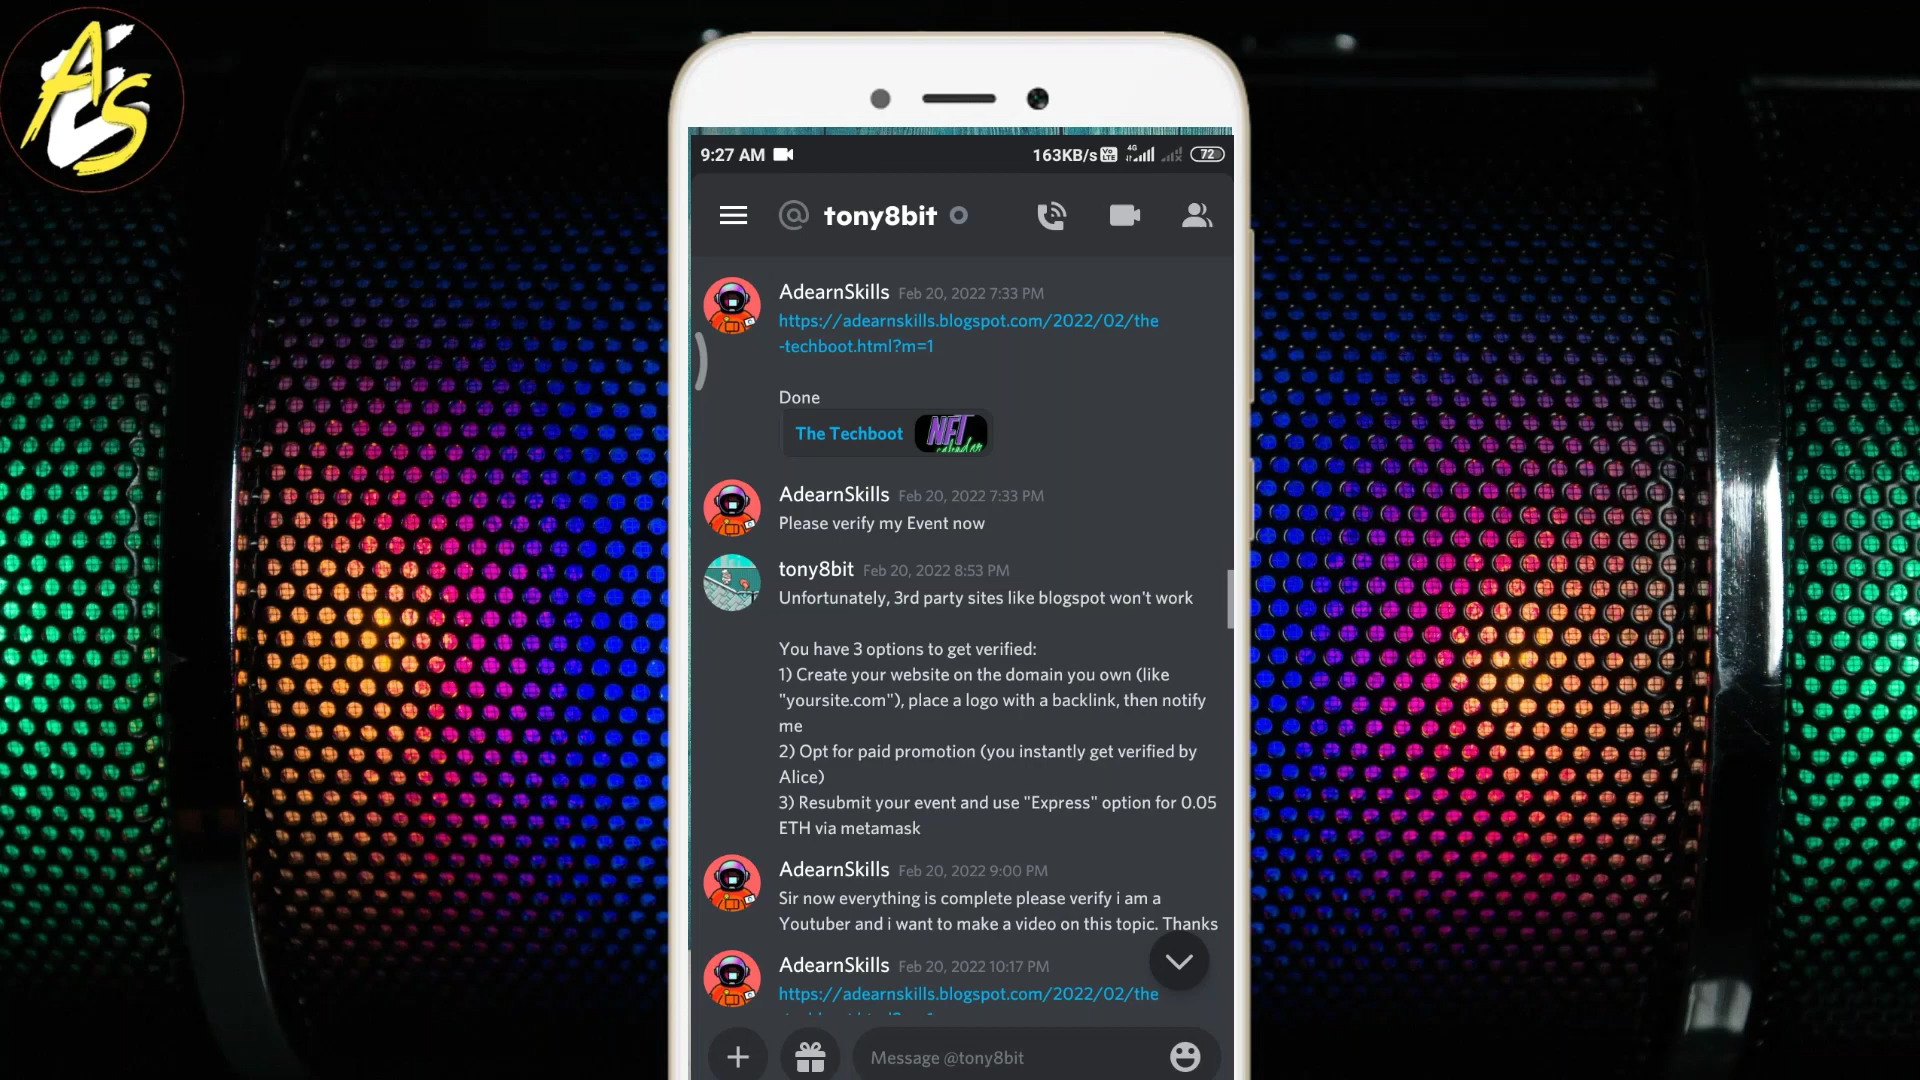 AS
9:27 AM 163KB/s Vo LTE 4G 72
@ tony8bit
AdearnSkills Feb 20, 2022 7:33 PM
https://adearnskills.blogspot.com/2022/02/the
-techboot.html?m=1
Done
The Techboot NFT calendar
AdearnSkills Feb 20, 2022 7:33 PM
Please verify my Event now
tony8bit Feb 20, 2022 8:53 PM
Unfortunately, 3rd party sites like blogspot won't work
You have 3 options to get verified:
1) Create your website on the domain you own (like
"yoursite.com"), place a logo with a backlink, then notify
me
2) Opt for paid promotion (you instantly get verified by
Alice)
3) Resubmit your event and use "Express" option for 0.05
ETH via metamask
AdearnSkills Feb 20, 2022 9:00 PM
Sir now everything is complete please verify i am a
Youtuber and i want to make a video on this topic. Thanks
AdearnSkills Feb 20, 2022 10:17 PM
https://adearnskills.blogspot.com/2022/02/the
Message @tony8bit